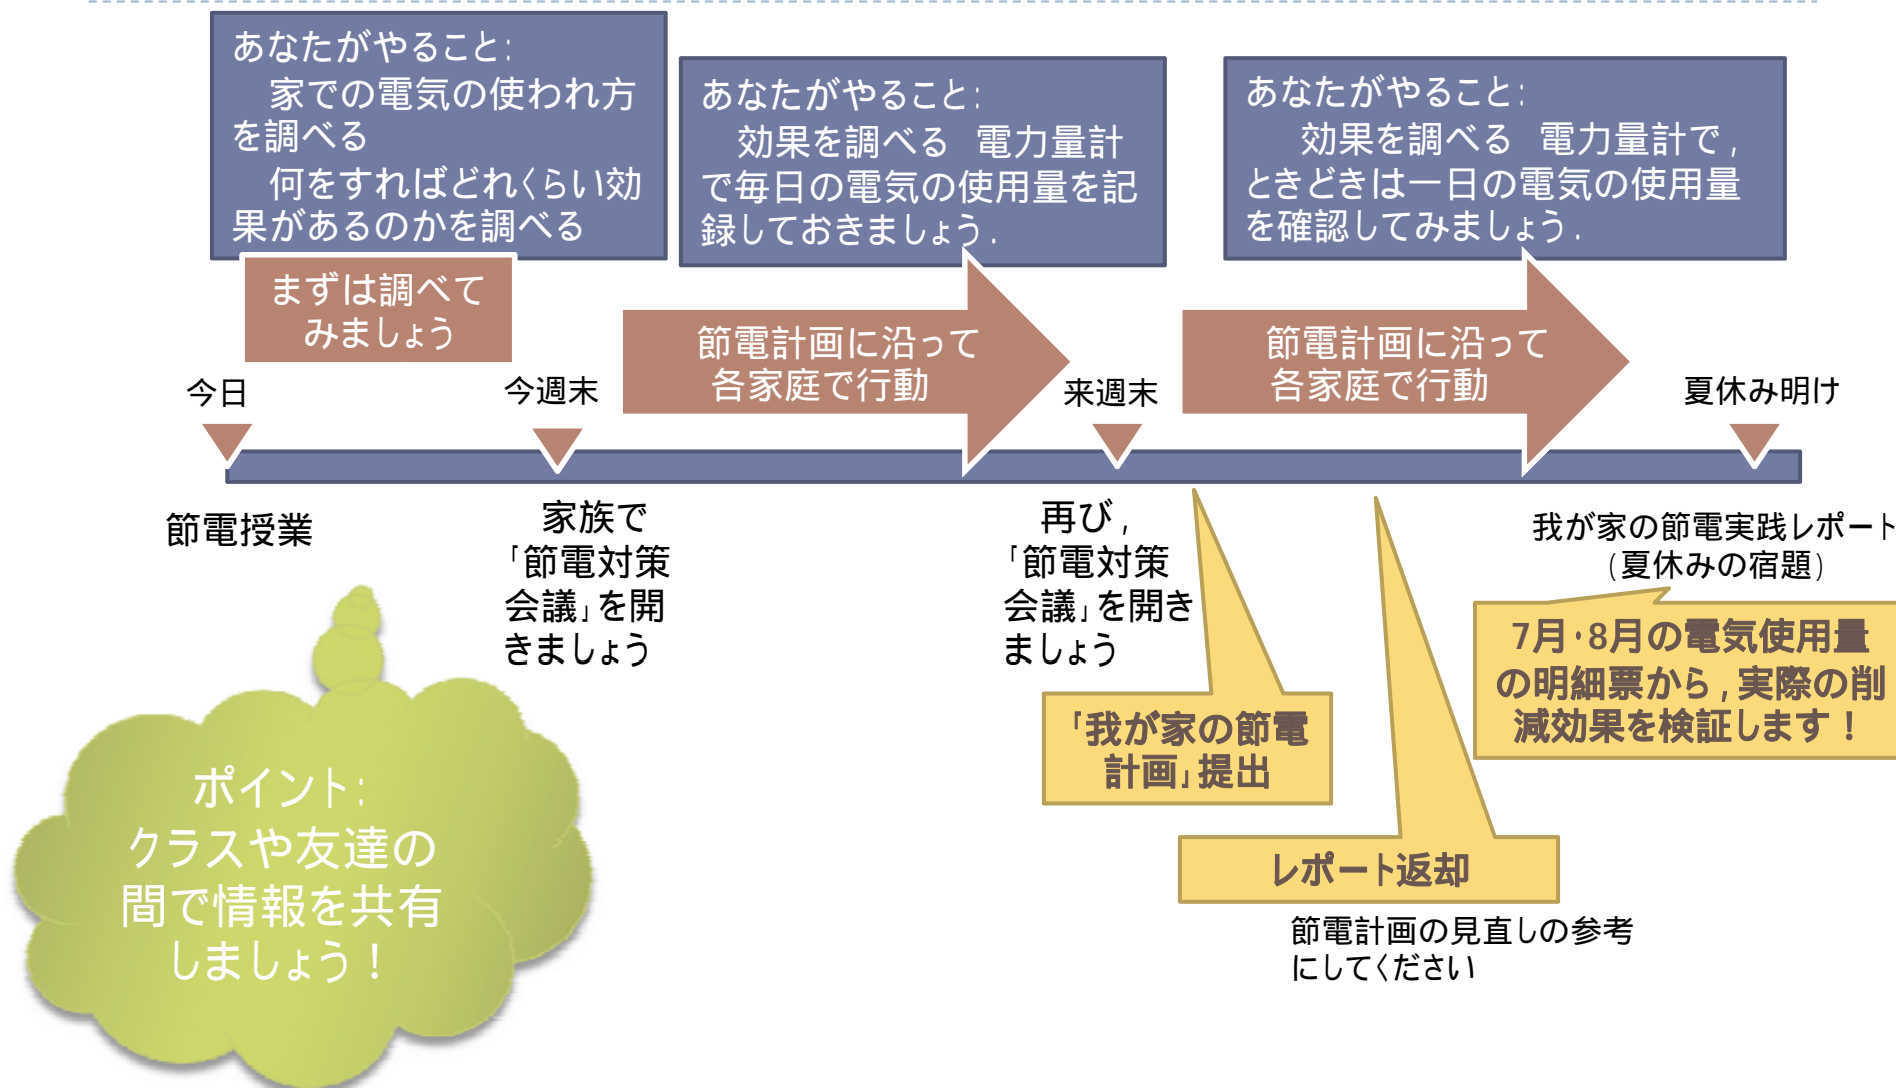 あなたがやること:
家での電気の使われ方
を調べる
何をすればどれくらい効
果があるのかを調べる
あなたがやること:
効果を調べる 電力量計
で毎日の電気の使用量を記
録しておきましょう.
あなたがやること:
効果を調べる 電力量計で,
ときどきは一日の電気の使用量
を確認してみましょう.
まずは調べて
みましょう
節電計画に沿って
各家庭で行動
節電計画に沿って
各家庭で行動
今日
今週末
来週末
夏休み明け
節電授業
家族で
「節電対策
会議」を開
きましょう
再び,
「節電対策
会議」を開き
ましょう
我が家の節電実践レポート
(夏休みの宿題)
7月・8月の電気使用量
の明細票から,実際の削
減効果を検証します!
「我が家の節電
計画」提出
レポート返却
節電計画の見直しの参考
にしてください
ポイント:
クラスや友達の
間で情報を共有
しましょう!